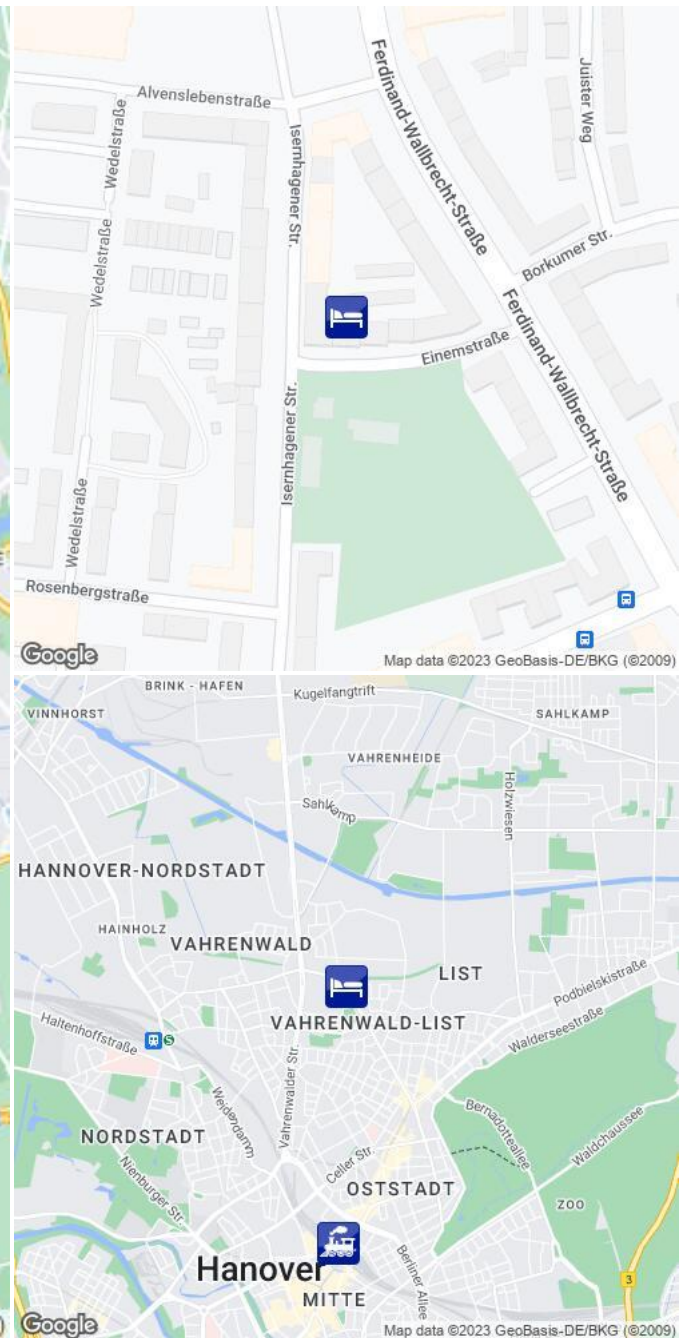 Alvenslebenstraße
Ferdinand-Wallbrecht-Straße
Juister Weg
Wedelstraße
Isernhagener Str.
Wedelstraße
Borkumer Str.
Ferdinand-Wallbrecht-Straße
Einemstraße
Isernhagener Str.
Wedelstraße
Rosenbergstraße
Google
Map data ©2023 GeoBasis-DE/BKG (©2009)
BRINK - HAFEN
Kugelfangtrift
VINNHORST
SAHLKAMP
VAHRENHEIDE
Holzwiesen
Sahlkamp
HANNOVER-NORDSTADT
HAINHOLZ
VAHRENWALD
LIST
Podbielskistraße
VAHRENWALD-LIST
Walderseestraße
Haltenhoffstraße
S
Vahrenwalder Str.
Weidendamm
Bernadotteallee
Waldchaussee
NORDSTADT
Celler Str.
Nienburger Str.
OSTSTADT
ZOO
Hanover
Berliner Allee
3
MITTE
Google
Map data ©2023 GeoBasis-DE/BKG (©2009)